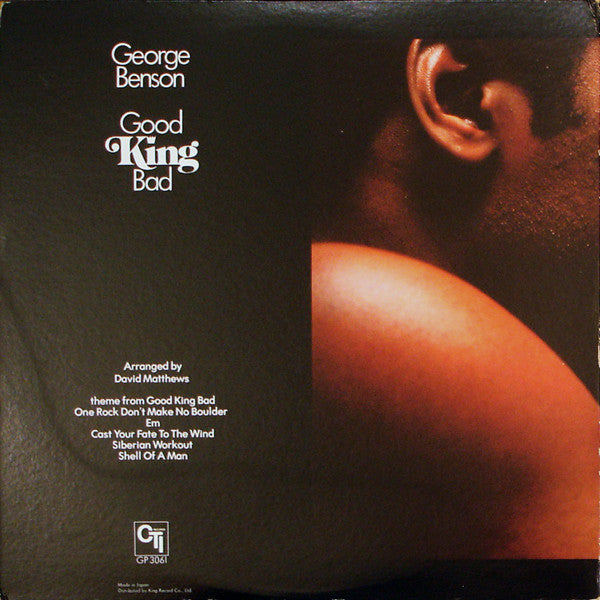 George
Benson
Good
King
Bad
Arranged by
David Matthews
theme from Good King Bad
One Rock Don't Make No Boulder
Em
Cast Your Fate To The Wind
Siberian Workout
Shell Of A Man
CTI
GP 3061
Made in Japan
Distributed by King Record Co., Ltd.